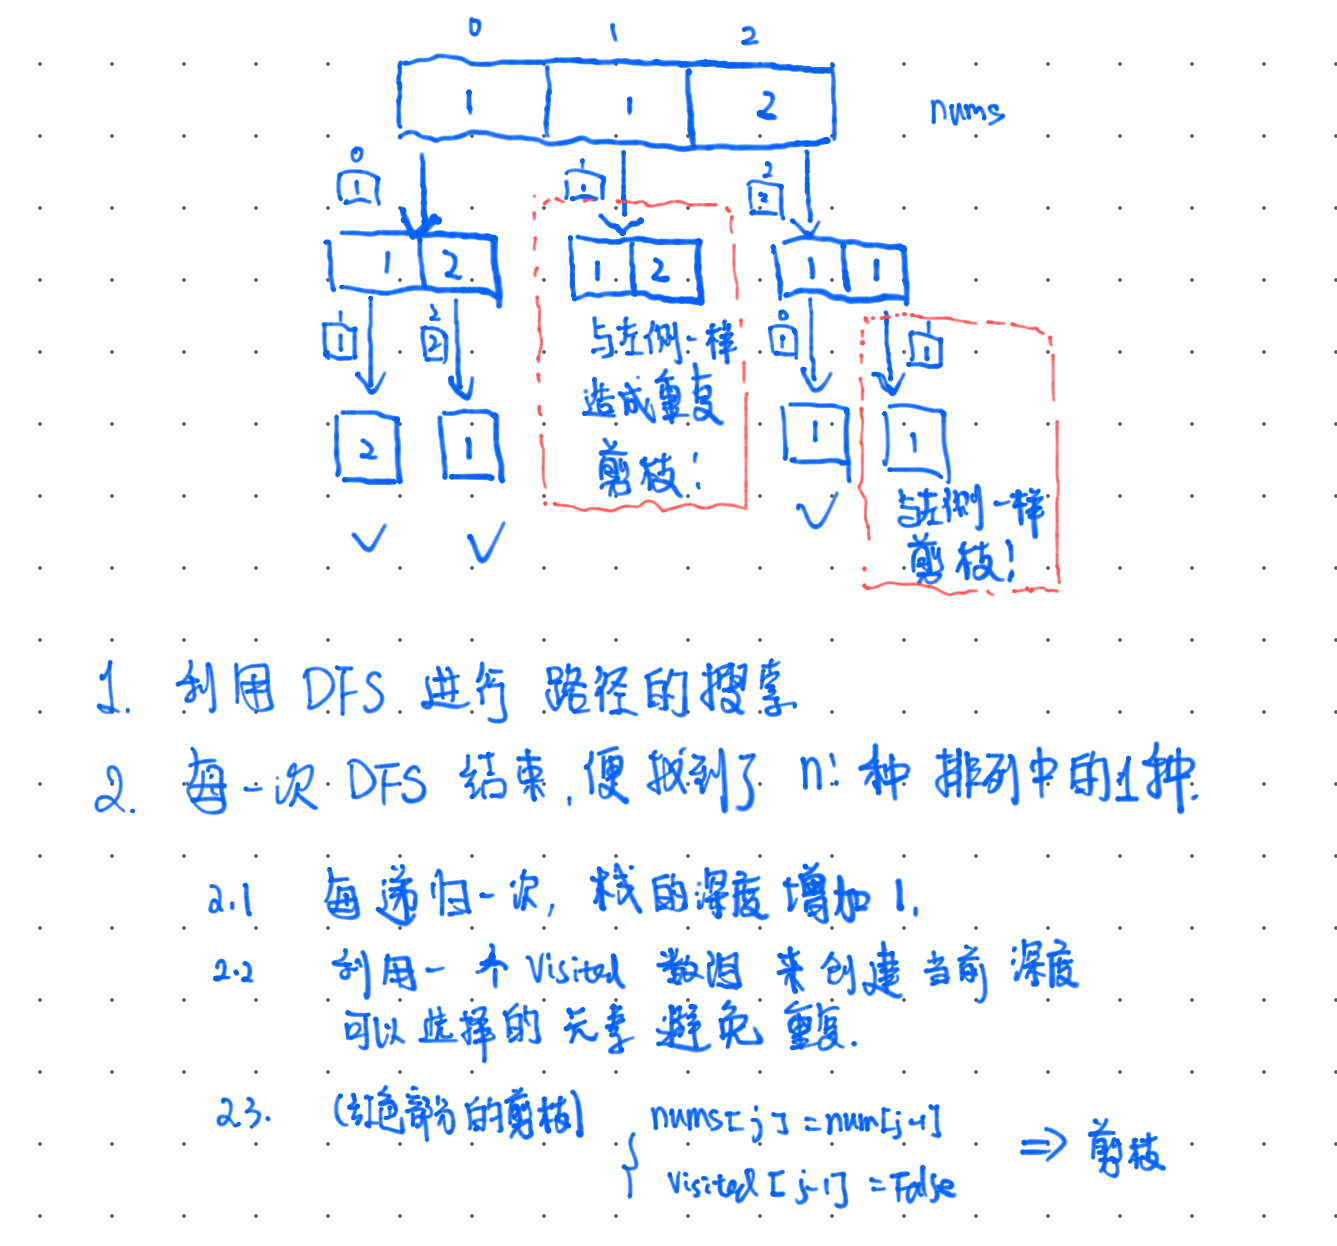 0 1 2
1 1 2 nums
0 1 2
1 1 2
1 2 1 2 1 1
1 2 0 1
1 2 1 1
与左侧一样
造成重复
剪枝!
2 1 1 1
与左侧一样
剪枝!
1. 利用 DFS 进行 路径的搜索
2. 每一次 DFS 结束,便找到了 n! 种 排列中的1种.
2.1 每递归一次, 栈的深度增加 1.
2.2 利用一个 Visited 数组 来创建当前 深度
可以选择的元素 避免 重复.
2.3. (红色部分的剪枝)
nums[j] = num[j-1]
Visited [j-1] = False
⇒ 剪枝